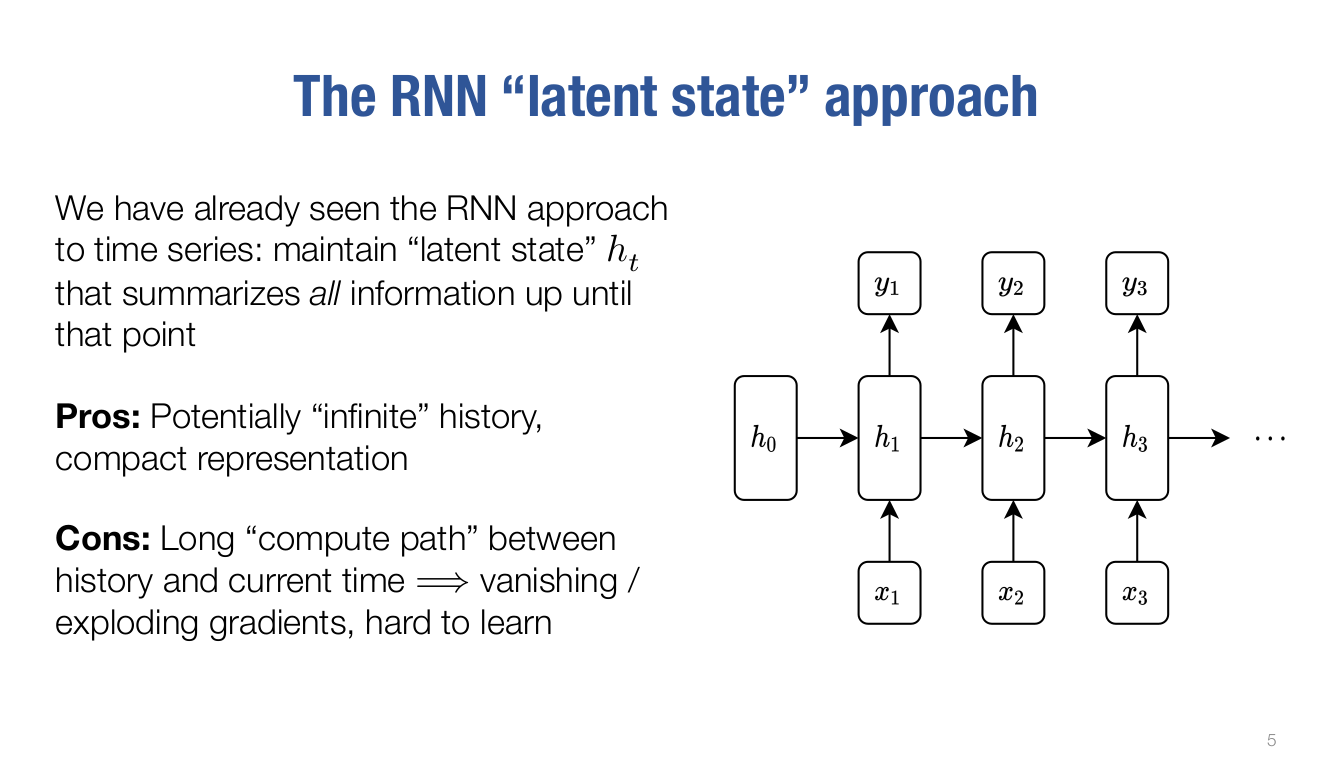 The RNN “latent state” approach
We have already seen the RNN approach
to time series: maintain “latent state” h_t
that summarizes all information up until
that point
Pros: Potentially “infinite” history,
compact representation
Cons: Long “compute path” between
history and current time ⟹ vanishing /
exploding gradients, hard to learn
y_1 y_2 y_3
h_0 h_1 h_2 h_3 ⋯
x_1 x_2 x_3
5